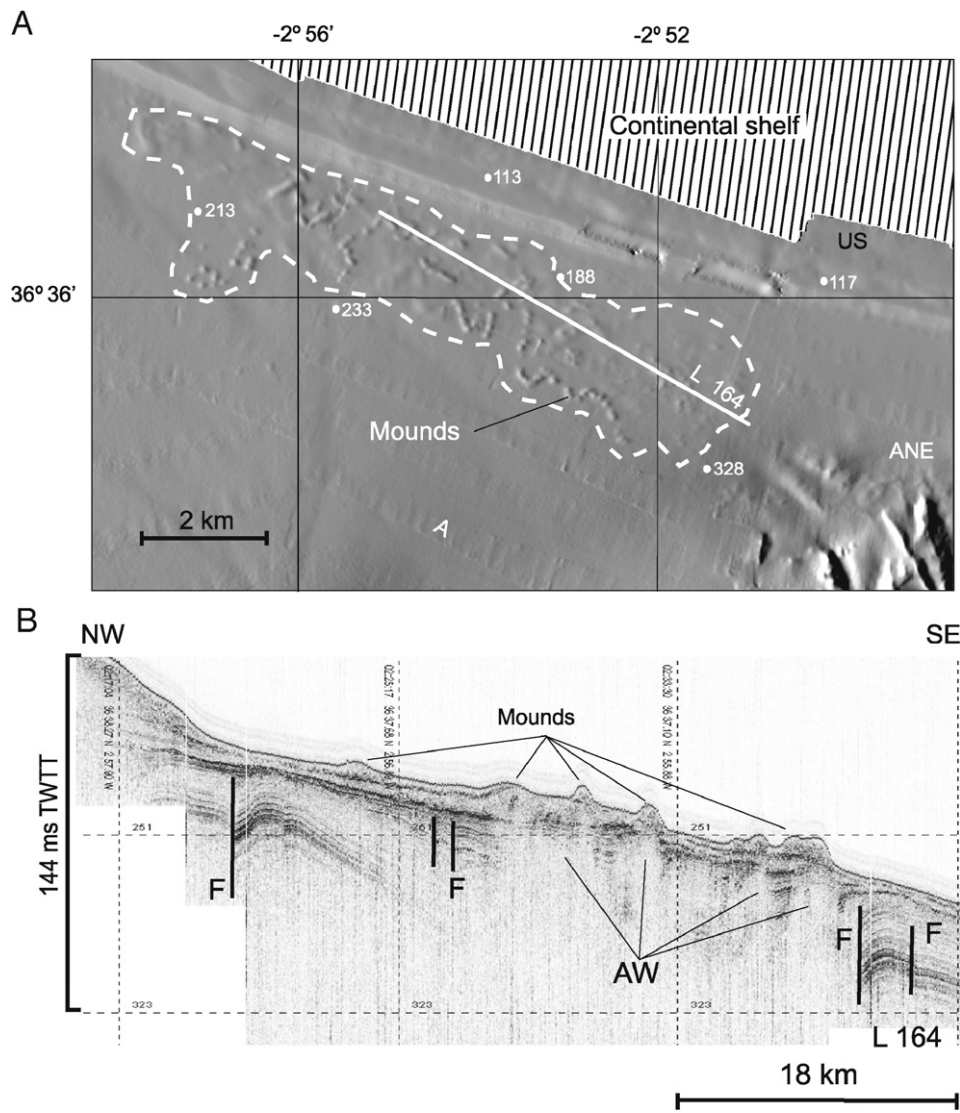 A
-2º 56'
-2º 52
Continental shelf
113
213
US
188
117
36º 36'
233
L 164
Mounds
328
ANE
2 km
A
B
NW
SE
Mounds
251
251
251
144 ms TWTT
F
F
F
F
AW
323
323
323
L 164
18 km